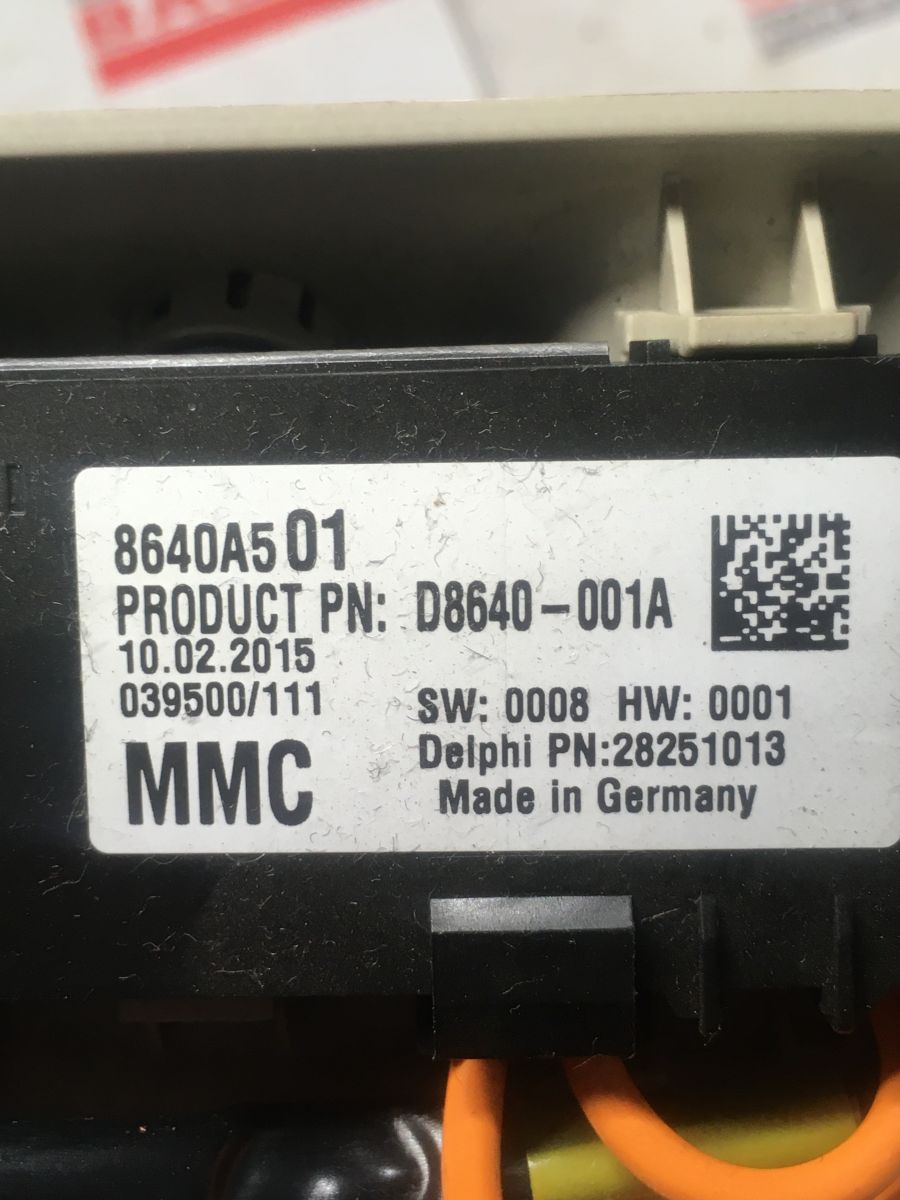 8640A501
PRODUCT PN: D8640-001A
10.02.2015
039500/111
SW: 0008 HW: 0001
Delphi PN:28251013
MMC
Made in Germany